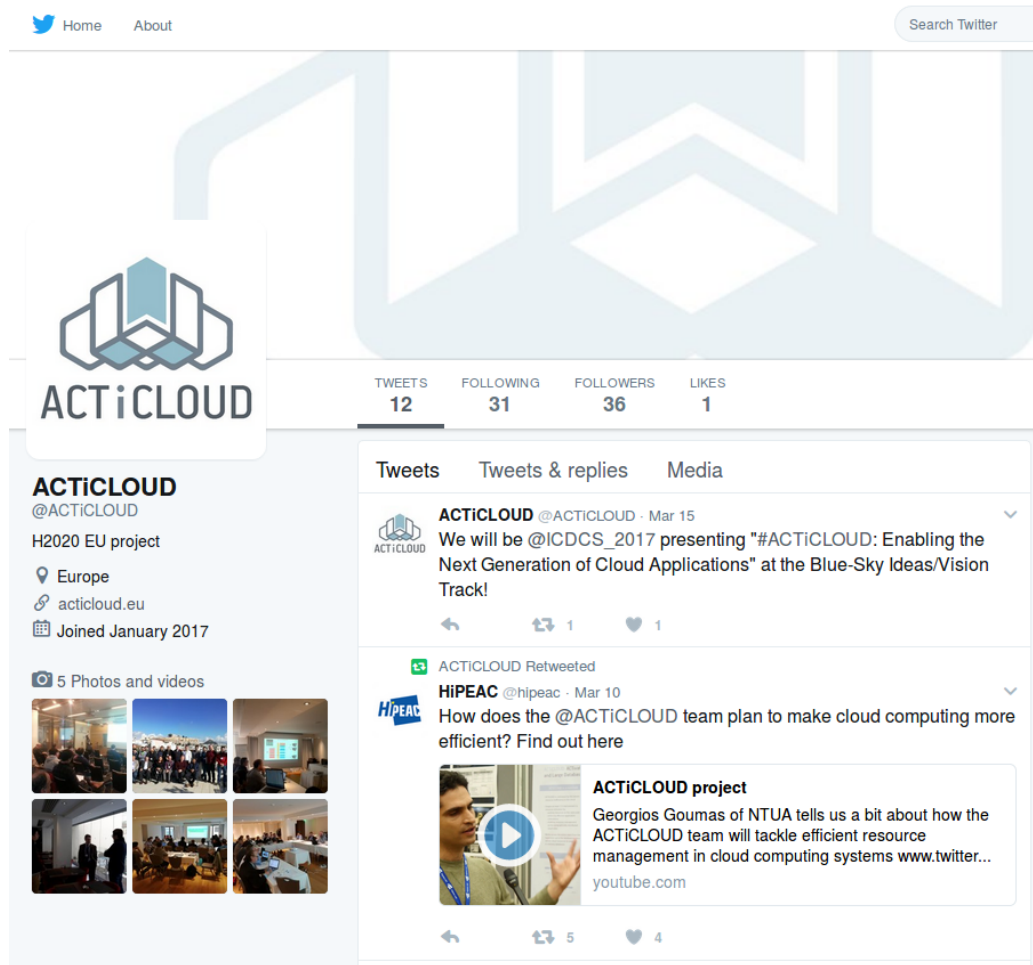 Home About Search Twitter
ACTiCLOUD
TWEETS FOLLOWING FOLLOWERS LIKES
12 31 36 1
ACTiCLOUD
@ACTiCLOUD
H2020 EU project
Europe
acticloud.eu
Joined January 2017
5 Photos and videos
Tweets Tweets & replies Media
ACTiCLOUD
ACTiCLOUD @ACTiCLOUD · Mar 15
We will be @ICDCS_2017 presenting "#ACTiCLOUD: Enabling the
Next Generation of Cloud Applications" at the Blue-Sky Ideas/Vision
Track!
1 1
ACTiCLOUD Retweeted
HiPEAC
HiPEAC @hipeac · Mar 10
How does the @ACTiCLOUD team plan to make cloud computing more
efficient? Find out here
ACTiCLOUD project
Georgios Goumas of NTUA tells us a bit about how the
ACTiCLOUD team will tackle efficient resource
management in cloud computing systems www.twitter...
youtube.com
5 4